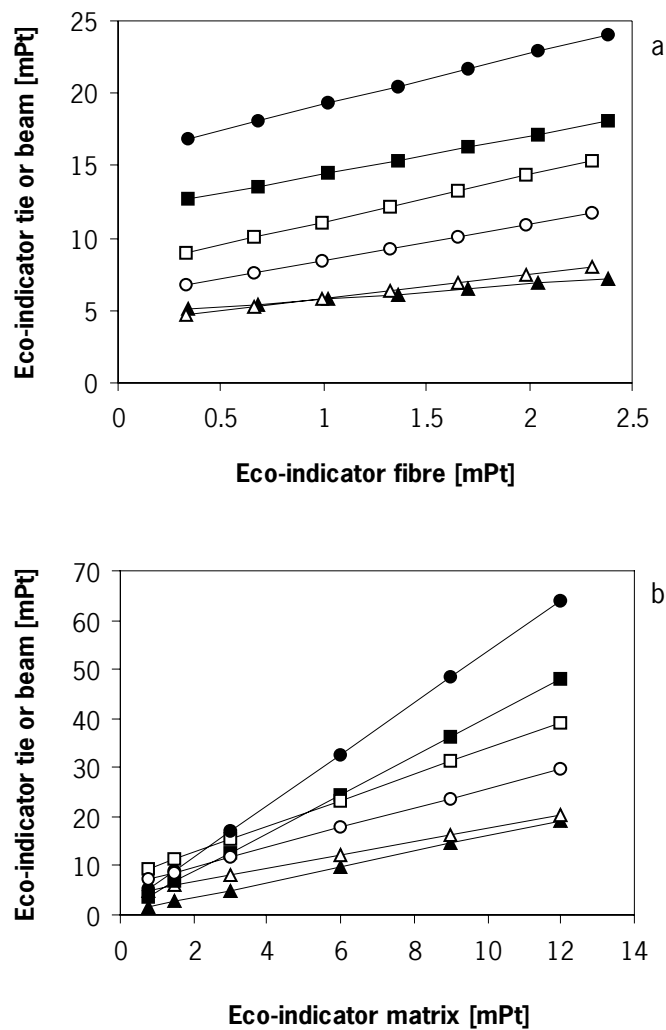 a
Eco-indicator tie or beam [mPt]
25
20
15
10
5
0
0 0.5 1 1.5 2 2.5
Eco-indicator fibre [mPt]
b
Eco-indicator tie or beam [mPt]
70
60
50
40
30
20
10
0
0 2 4 6 8 10 12 14
Eco-indicator matrix [mPt]